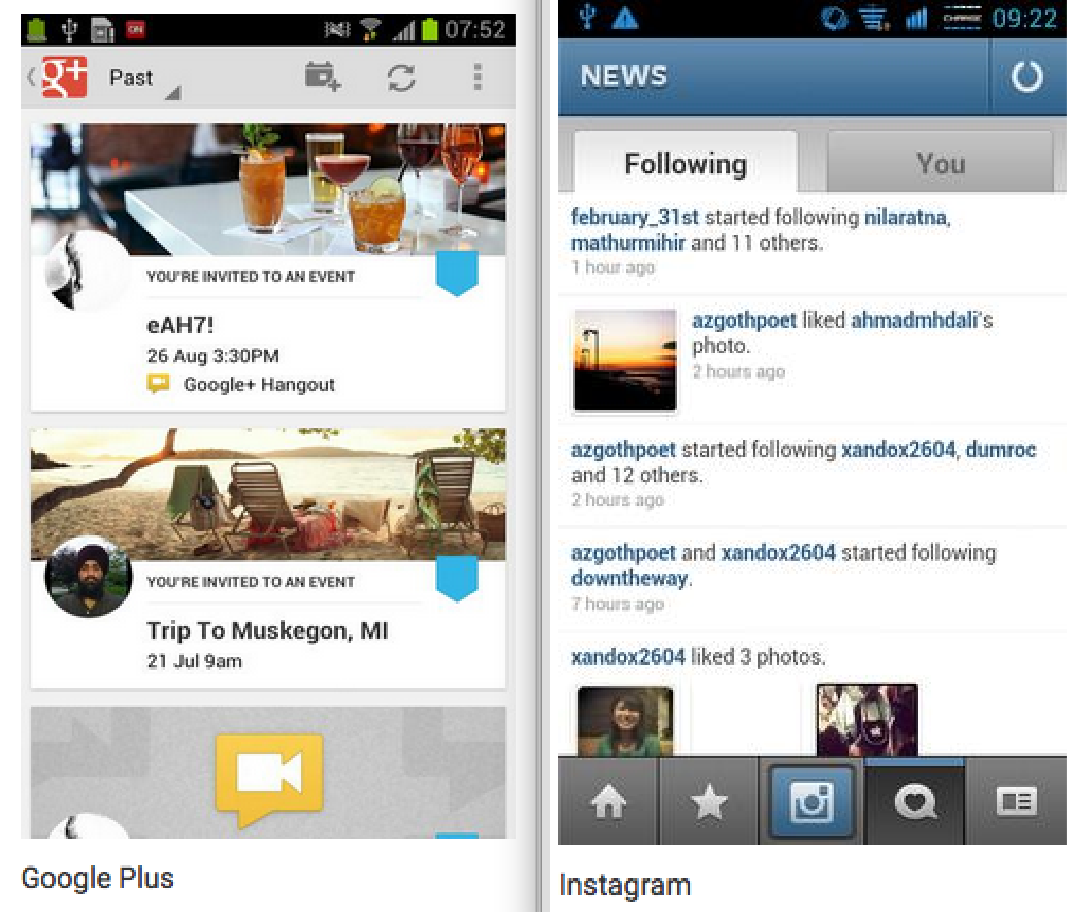 ON
07:52
g+
Past
YOU'RE INVITED TO AN EVENT
eAH7!
26 Aug 3:30PM
Google+ Hangout
YOU'RE INVITED TO AN EVENT
Trip To Muskegon, MI
21 Jul 9am
Google Plus
CHARGE
09:22
NEWS
Following
You
february_31st started following nilaratna,
mathurmihir and 11 others.
1 hour ago
azgothpoet liked ahmadmhdali's
photo.
2 hours ago
azgothpoet started following xandox2604, dumroc
and 12 others.
2 hours ago
azgothpoet and xandox2604 started following
downtheway.
7 hours ago
xandox2604 liked 3 photos.
Instagram